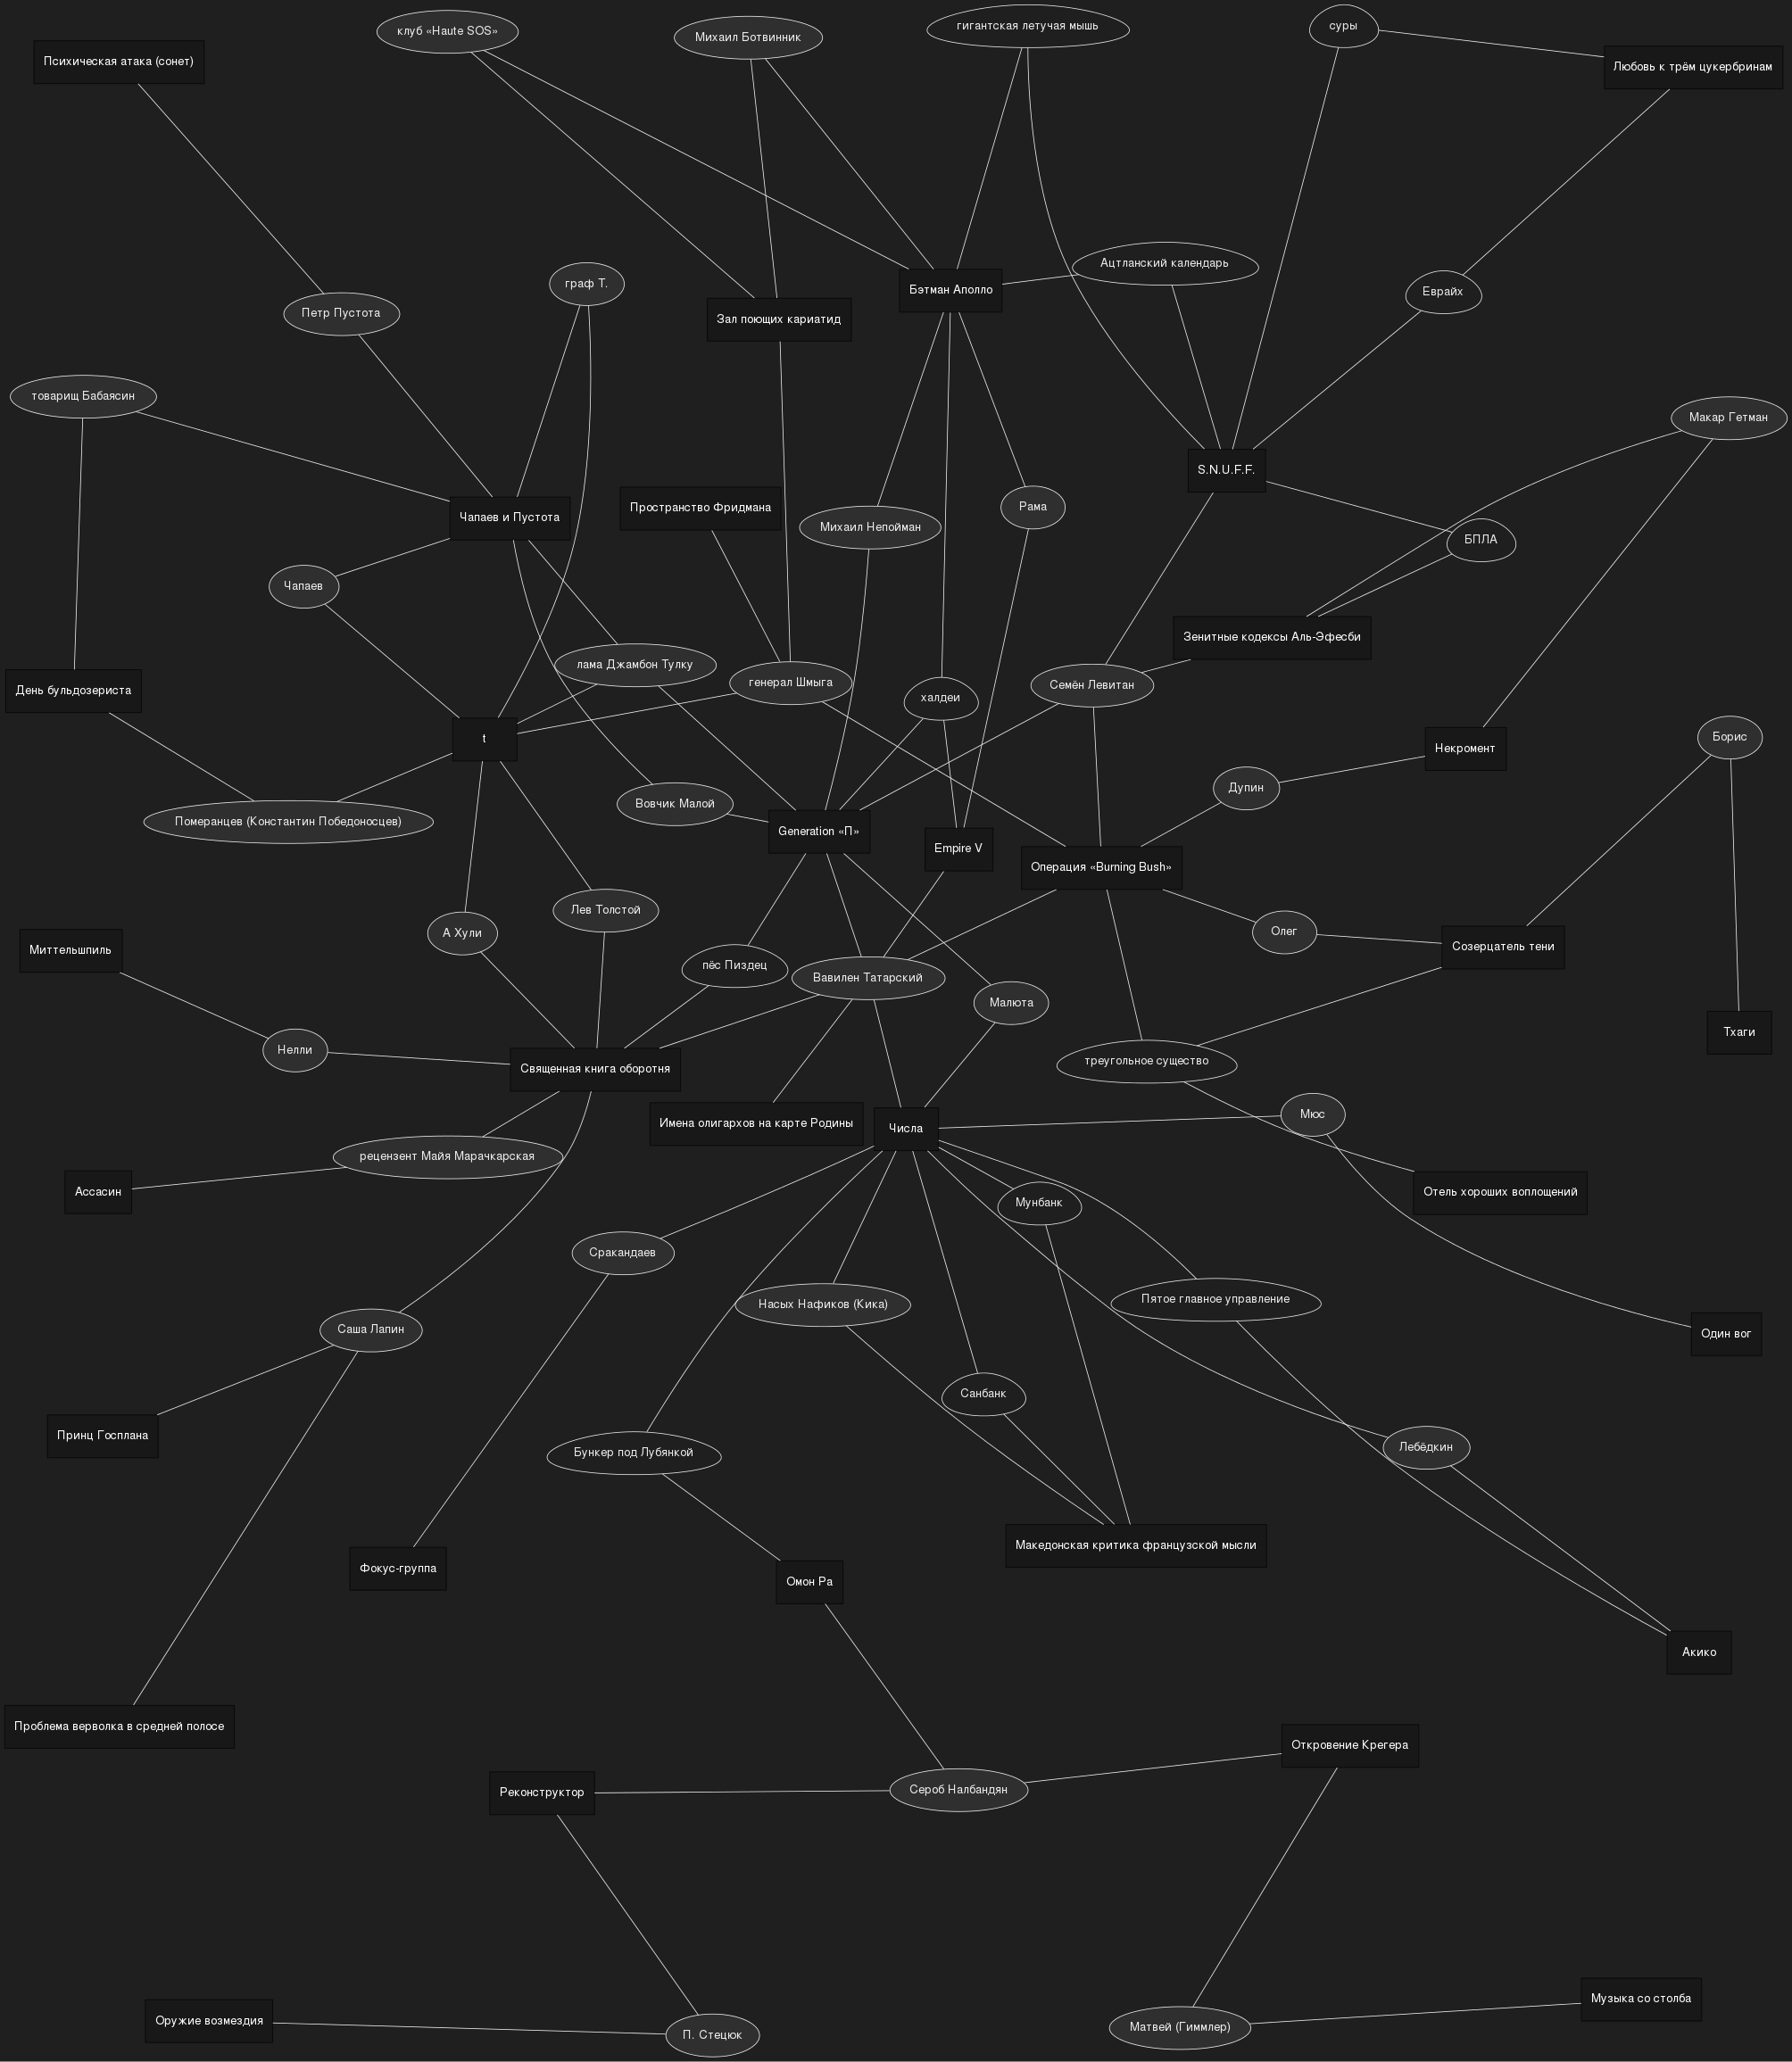 клуб «Haute SOS»
Михаил Ботвинник
гигантская летучая мышь
суры
Психическая атака (сонет)
Любовь к трём цукербринам
Ацтланский календарь
граф Т.
Бэтман Аполло
Еврайх
Петр Пустота
Зал поющих кариатид
товарищ Бабаясин
Макар Гетман
S.N.U.F.F.
Пространство Фридмана
Рама
Чапаев и Пустота
Михаил Непойман
БПЛА
Чапаев
Зенитные кодексы Аль-Эфесби
лама Джамбон Тулку
генерал Шмыга
Семён Левитан
День бульдозериста
халдеи
t
Борис
Некромент
Дупин
Вовчик Малой
Померанцев (Константин Победоносцев)
Generation «П»
Empire V
Операция «Burning Bush»
Лев Толстой
А Хули
Олег
Миттельшпиль
Созерцатель тени
пёс Пиздец
Вавилен Татарский
Малюта
Тхаги
Нелли
треугольное существо
Священная книга оборотня
Имена олигархов на карте Родины
Числа
Мюс
рецензент Майя Марачкарская
Ассасин
Отель хороших воплощений
Мунбанк
Сракандаев
Насых Нафиков (Кика)
Пятое главное управление
Саша Лапин
Один вог
Санбанк
Принц Госплана
Бункер под Лубянкой
Лебёдкин
Македонская критика французской мысли
Фокус-группа
Омон Ра
Акико
Проблема верволка в средней полосе
Откровение Крегера
Реконструктор
Сероб Налбандян
Музыка со столба
Оружие возмездия
П. Стецюк
Матвей (Гиммлер)